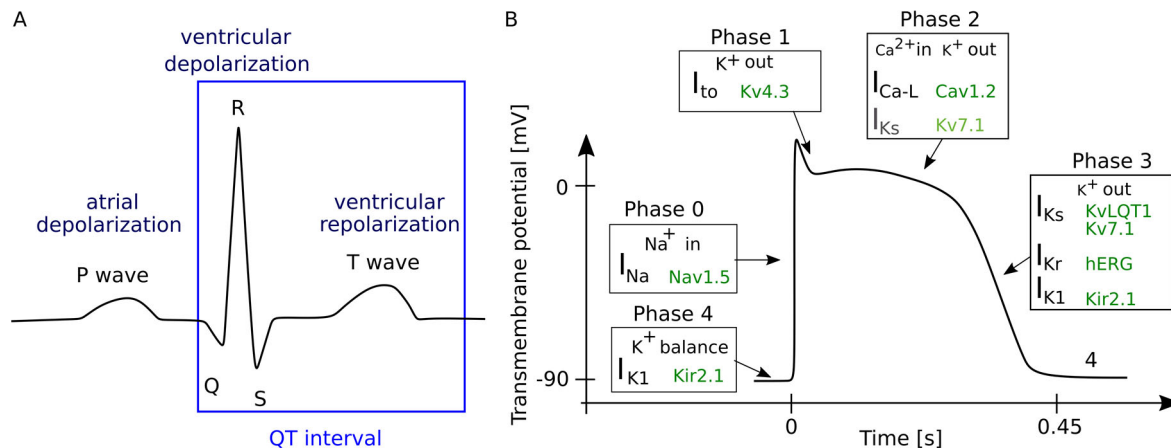 A
ventricular
depolarization
R
atrial
depolarization
ventricular
repolarization
P wave
T wave
Q
S
QT interval
B
Transmembrane potential [mV]
0
-90
Phase 1
K+ out
Ito Kv4.3
Phase 2
Ca2+in K+ out
ICa-L Cav1.2
IKs Kv7.1
Phase 0
Na+ in
INa Nav1.5
Phase 3
K+ out
IKs KvLQT1
Kv7.1
IKr hERG
IK1 Kir2.1
Phase 4
K+ balance
IK1 Kir2.1
4
0
0.45
Time [s]